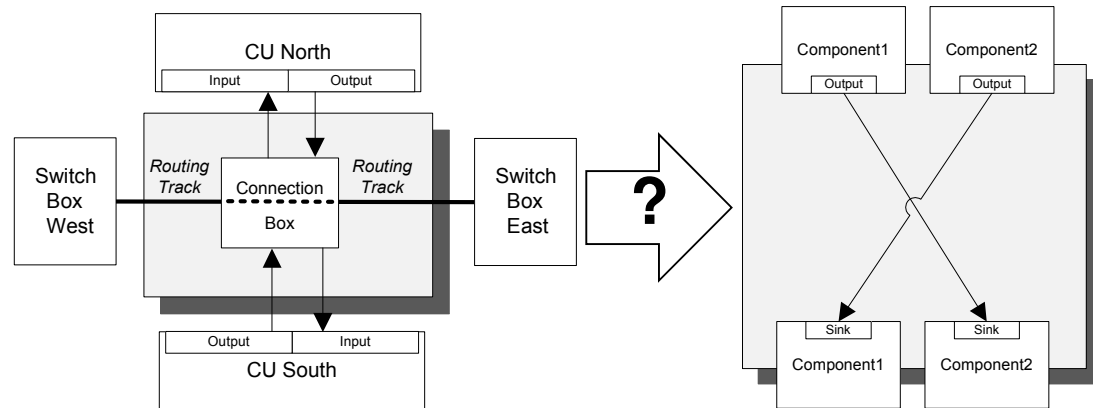 CU North
Input
Output
Switch
Box
West
Routing
Track
Connection
Box
Routing
Track
Switch
Box
East
Output
Input
CU South
?
Component1
Component2
Output
Output
Sink
Sink
Component1
Component2